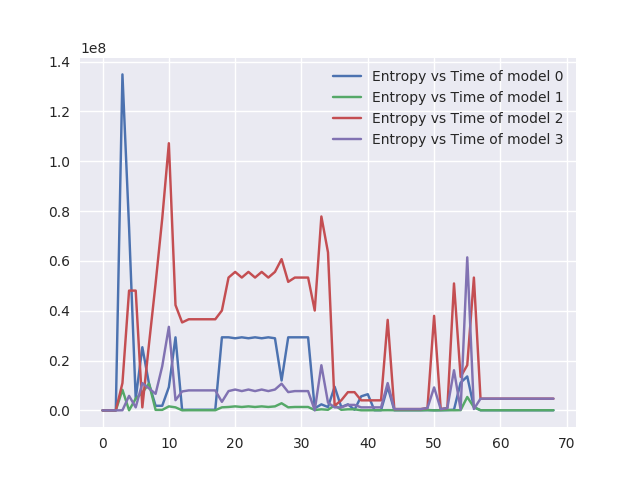 1e8
1.4
1.2
1.0
0.8
0.6
0.4
0.2
0.0
0 10 20 30 40 50 60 70
Entropy vs Time of model 0
Entropy vs Time of model 1
Entropy vs Time of model 2
Entropy vs Time of model 3